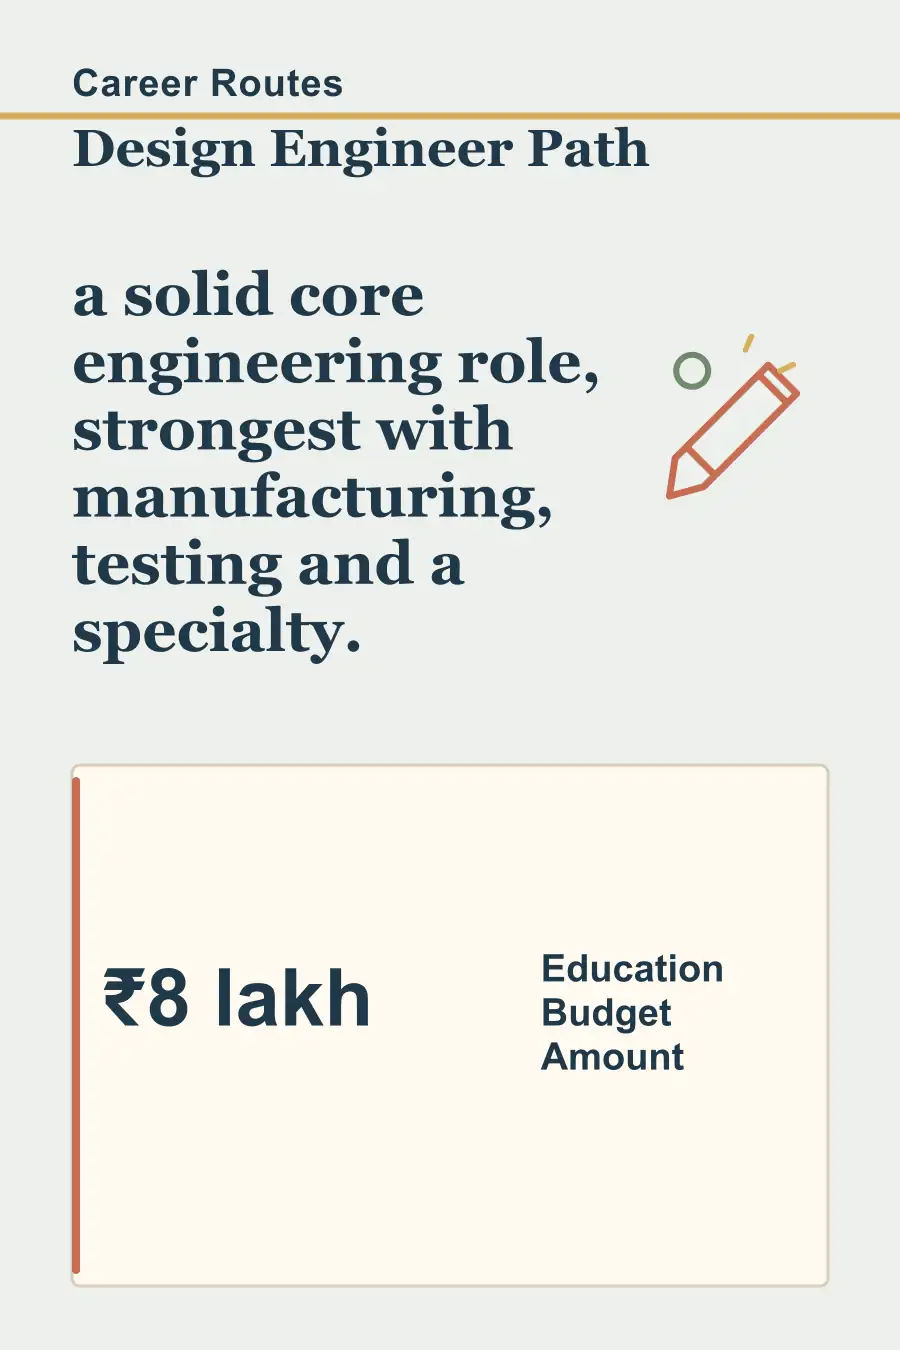 Career Routes
Design Engineer Path
a solid core
engineering role,
strongest with
manufacturing,
testing and a
specialty.
₹8 lakh
Education
Budget
Amount